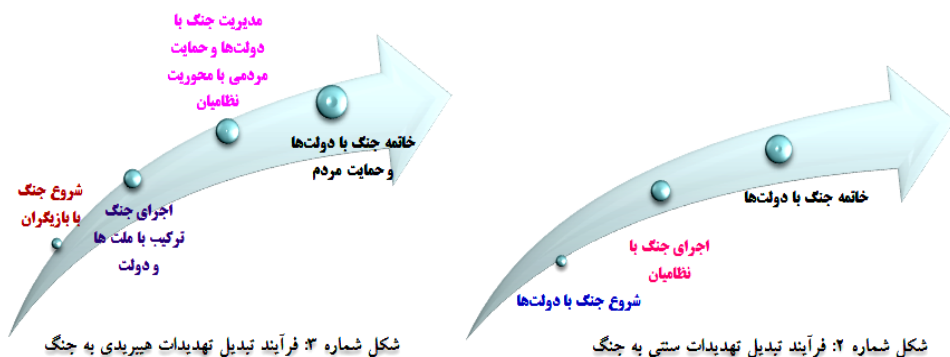 شروع جنگ با دولت‌ها
اجرای جنگ با
نظامیان
خاتمه جنگ با دولت‌ها
شکل شماره ۲: فرآیند تبدیل تهدیدات سنتی به جنگ
شروع جنگ
با بازیگران
اجرای جنگ
ترکیب با ملت ها
و دولت
مدیریت جنگ با
دولت‌ها و حمایت
مردمی با محوریت
نظامیان
خاتمه جنگ با دولت‌ها
و حمایت مردم
شکل شماره ۳: فرآیند تبدیل تهدیدات هیبریدی به جنگ